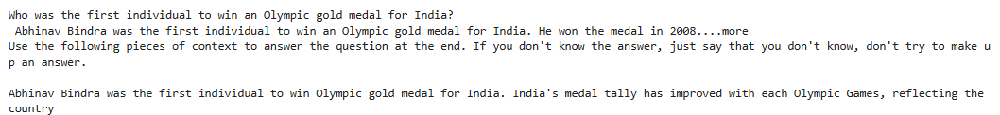 Who was the first individual to win an Olympic gold medal for India?
Abhinav Bindra was the first individual to win an Olympic gold medal for India. He won the medal in 2008....more
Use the following pieces of context to answer the question at the end. If you don't know the answer, just say that you don't know, don't try to make u
p an answer.

Abhinav Bindra was the first individual to win Olympic gold medal for India. India's medal tally has improved with each Olympic Games, reflecting the
country